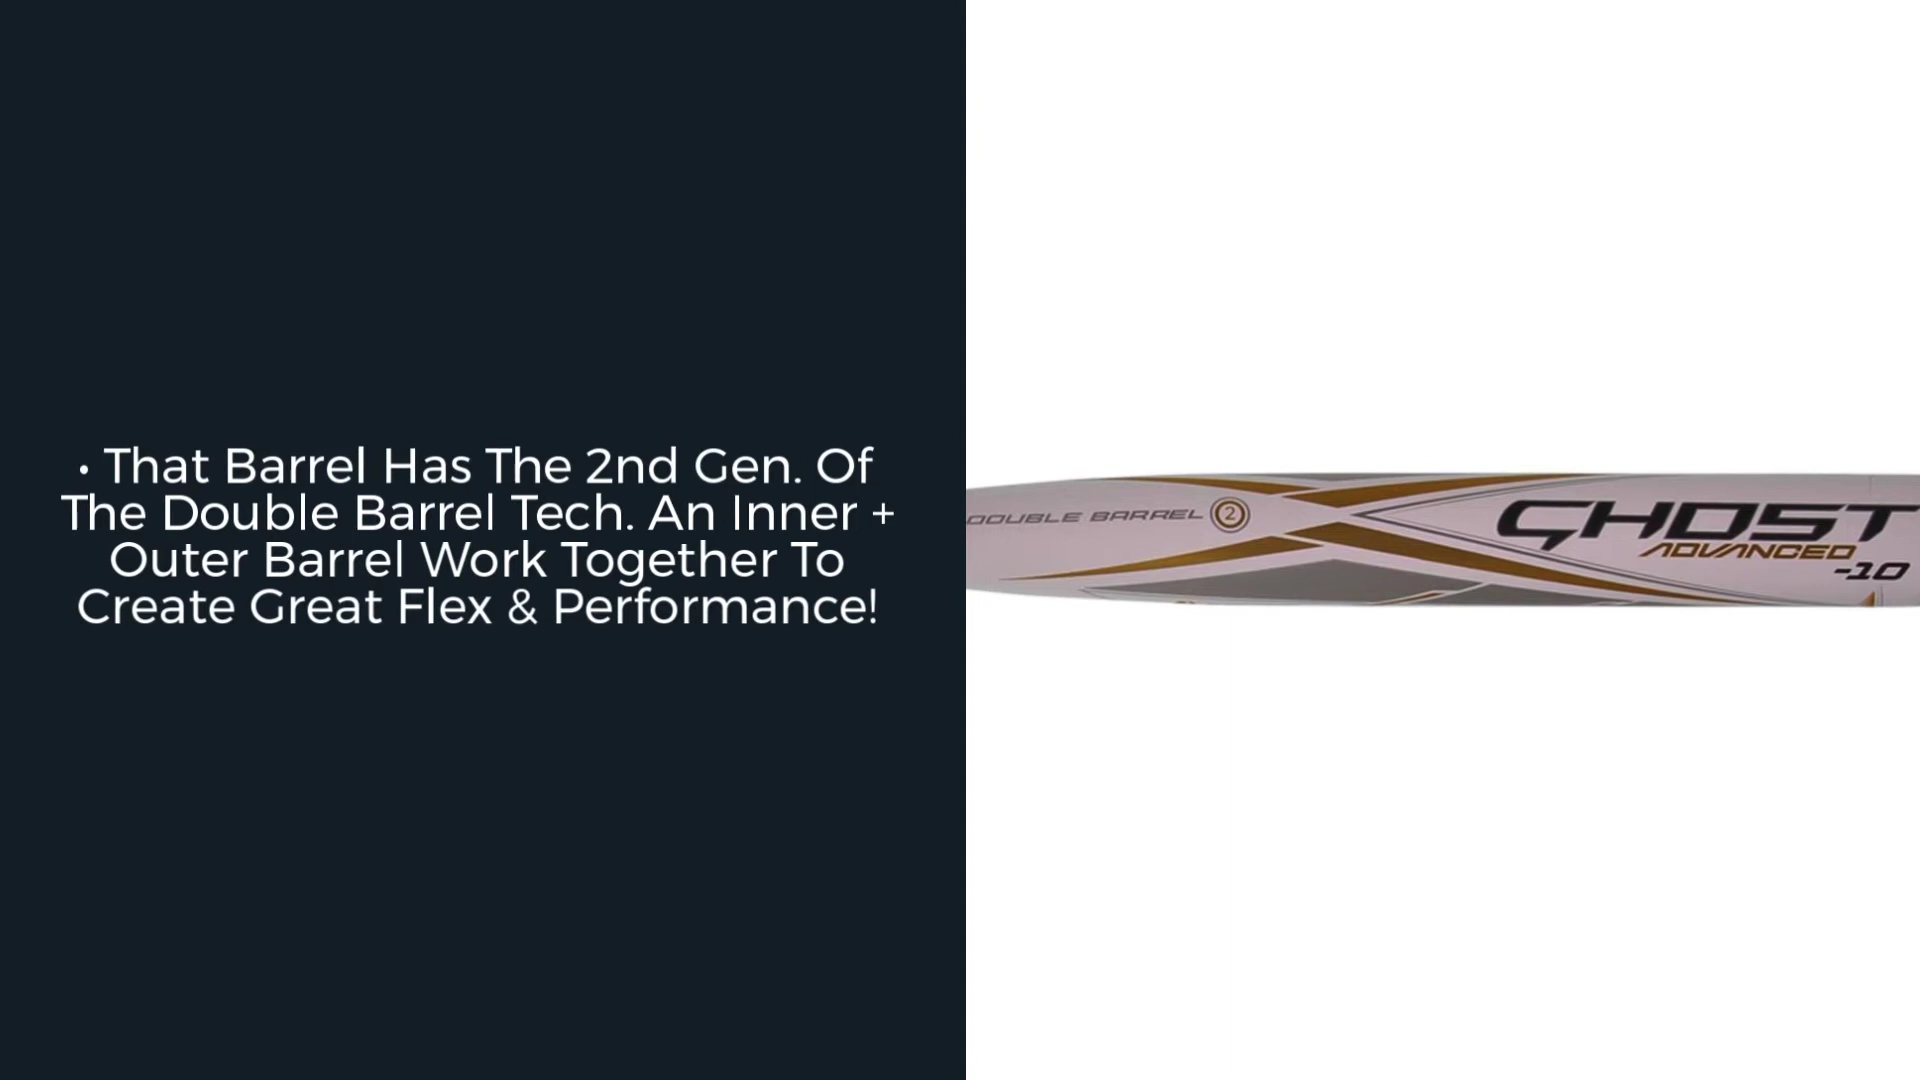 • That Barrel Has The 2nd Gen. Of
The Double Barrel Tech. An Inner +
Outer Barrel Work Together To
Create Great Flex & Performance!
DOUBLE BARREL 2
GHOST
ADVANCED
-10